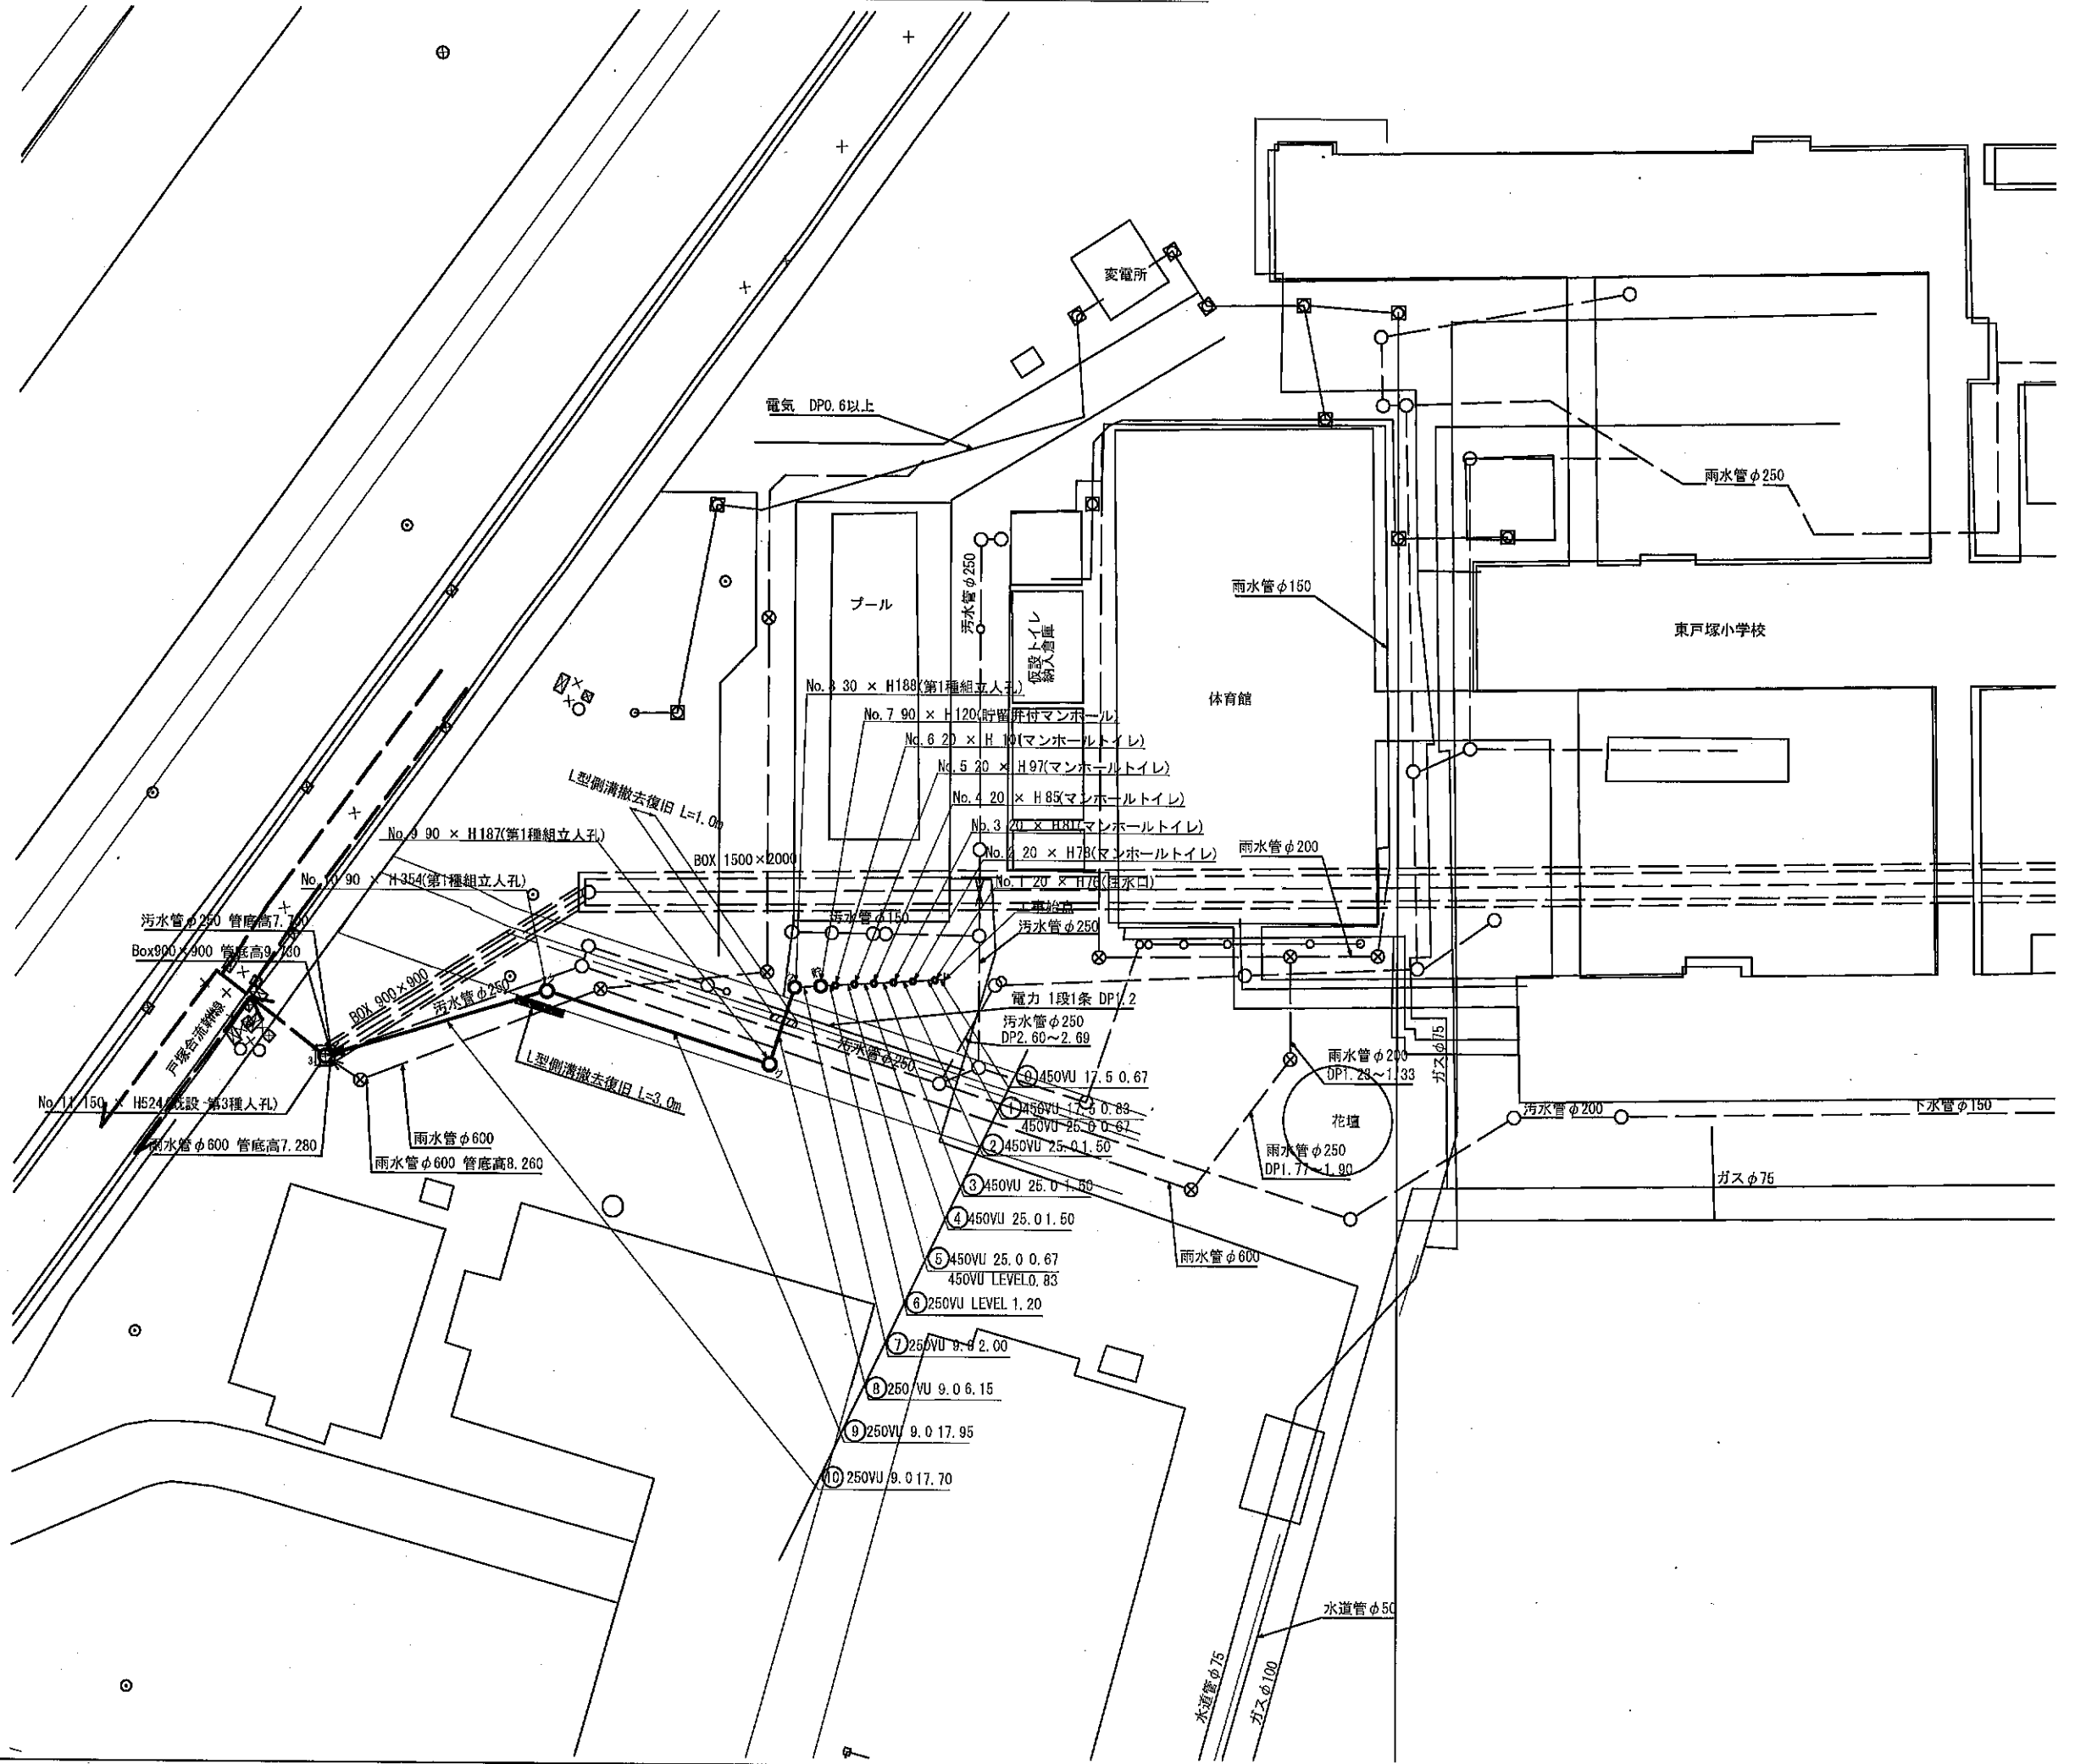 変電所
電気 DP0.6以上
雨水管φ250
プール
汚水管φ250
仮設トイレ
納入倉庫
雨水管φ150
東戸塚小学校
体育館
No.8 30 × H188(第1種組立人孔)
No.7 90 × H120(貯留弁付マンホール)
No.6 20 × H 10(マンホールトイレ)
No.5 20 × H97(マンホールトイレ)
No.4 20 × H85(マンホールトイレ)
No.3 20 × H81(マンホールトイレ)
No.2 20 × H78(マンホールトイレ)
No.1 20 × H76(注水口)
工事始点
L型側溝撤去復旧 L=1.0m
No.9 90 × H187(第1種組立人孔)
BOX 1500×2000
雨水管φ200
No.10 90 × H354(第1種組立人孔)
汚水管φ250 管底高7.700
汚水管φ150
汚水管φ250
Box900×900 管底高9.730
BOX 900×900
汚水管φ250
電力 1段1条 DP1.2
汚水管φ250
DP2.60～2.69
戸塚合流幹線
汚水管φ250
雨水管φ200
DP1.23～1.33
ガスφ75
L型側溝撤去復旧 L=3.0m
No.11 150 × H524(既設 第3種人孔)
雨水管φ600 管底高7.280
雨水管φ600
雨水管φ600 管底高8.260
0 450VU 17.5 0.67
1 450VU 17.5 0.83
450VU 25.0 0.67
2 450VU 25.0 1.50
3 450VU 25.0 1.50
4 450VU 25.0 1.50
5 450VU 25.0 0.67
450VU LEVEL0.83
6 250VU LEVEL 1.20
7 250VU 9.0 2.00
8 250 VU 9.0 6.15
9 250VU 9.0 17.95
10 250VU 9.0 17.70
花壇
汚水管φ200
下水管φ150
雨水管φ250
DP1.77～1.90
ガスφ75
雨水管φ600
水道管φ50
水道管φ75
ガスφ100